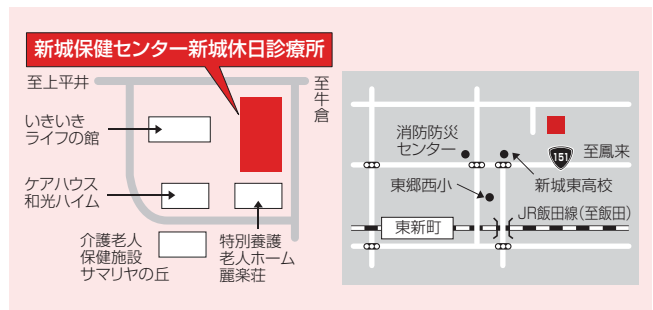 新城保健センター新城休日診療所
至上平井
至牛倉
いきいき
ライフの館
ケアハウス
和光ハイム
介護老人
保健施設
サマリヤの丘
特別養護
老人ホーム
麗楽荘
消防防災
センター
151
至鳳来
東郷西小
新城東高校
JR飯田線(至飯田)
東新町